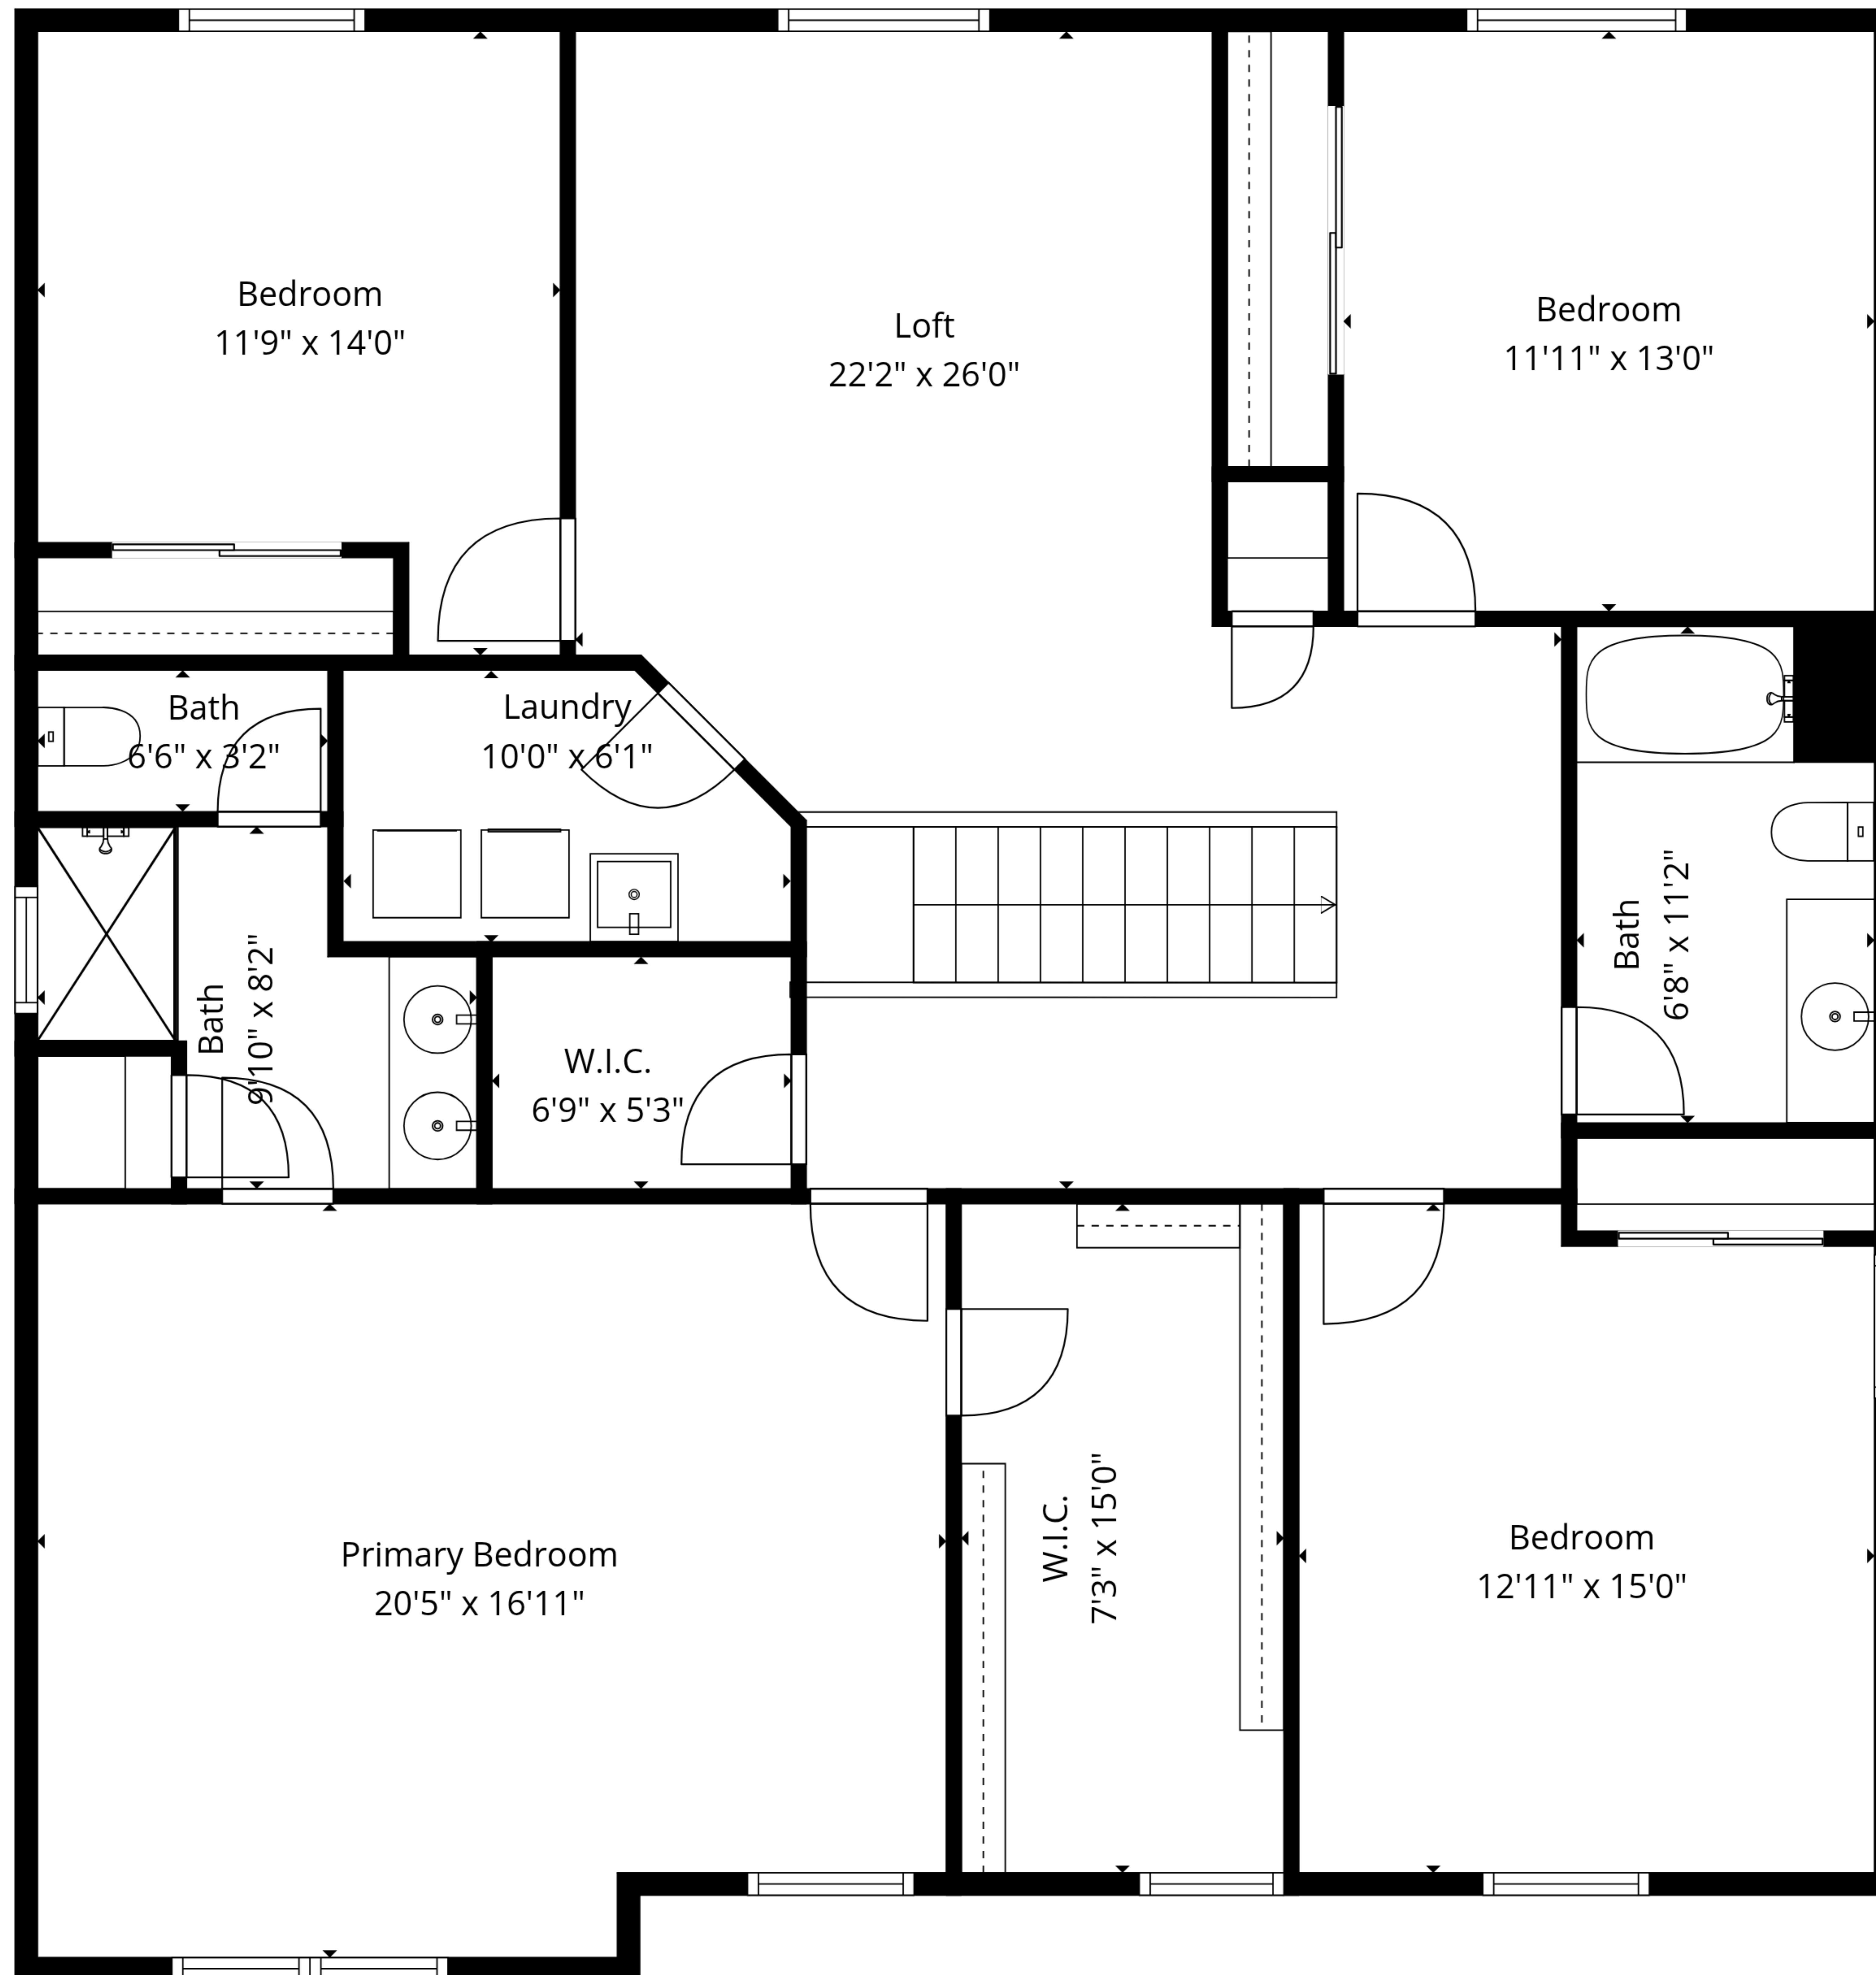 Bedroom
11'9" x 14'0"
Loft
22'2" x 26'0"
Bedroom
11'11" x 13'0"
Bath
6'6" x 3'2"
Laundry
10'0" x 6'1"
Bath
9'10" x 8'2"
W.I.C.
6'9" x 5'3"
Bath
6'8" x 11'2"
Primary Bedroom
20'5" x 16'11"
W.I.C.
7'3" x 15'0"
Bedroom
12'11" x 15'0"